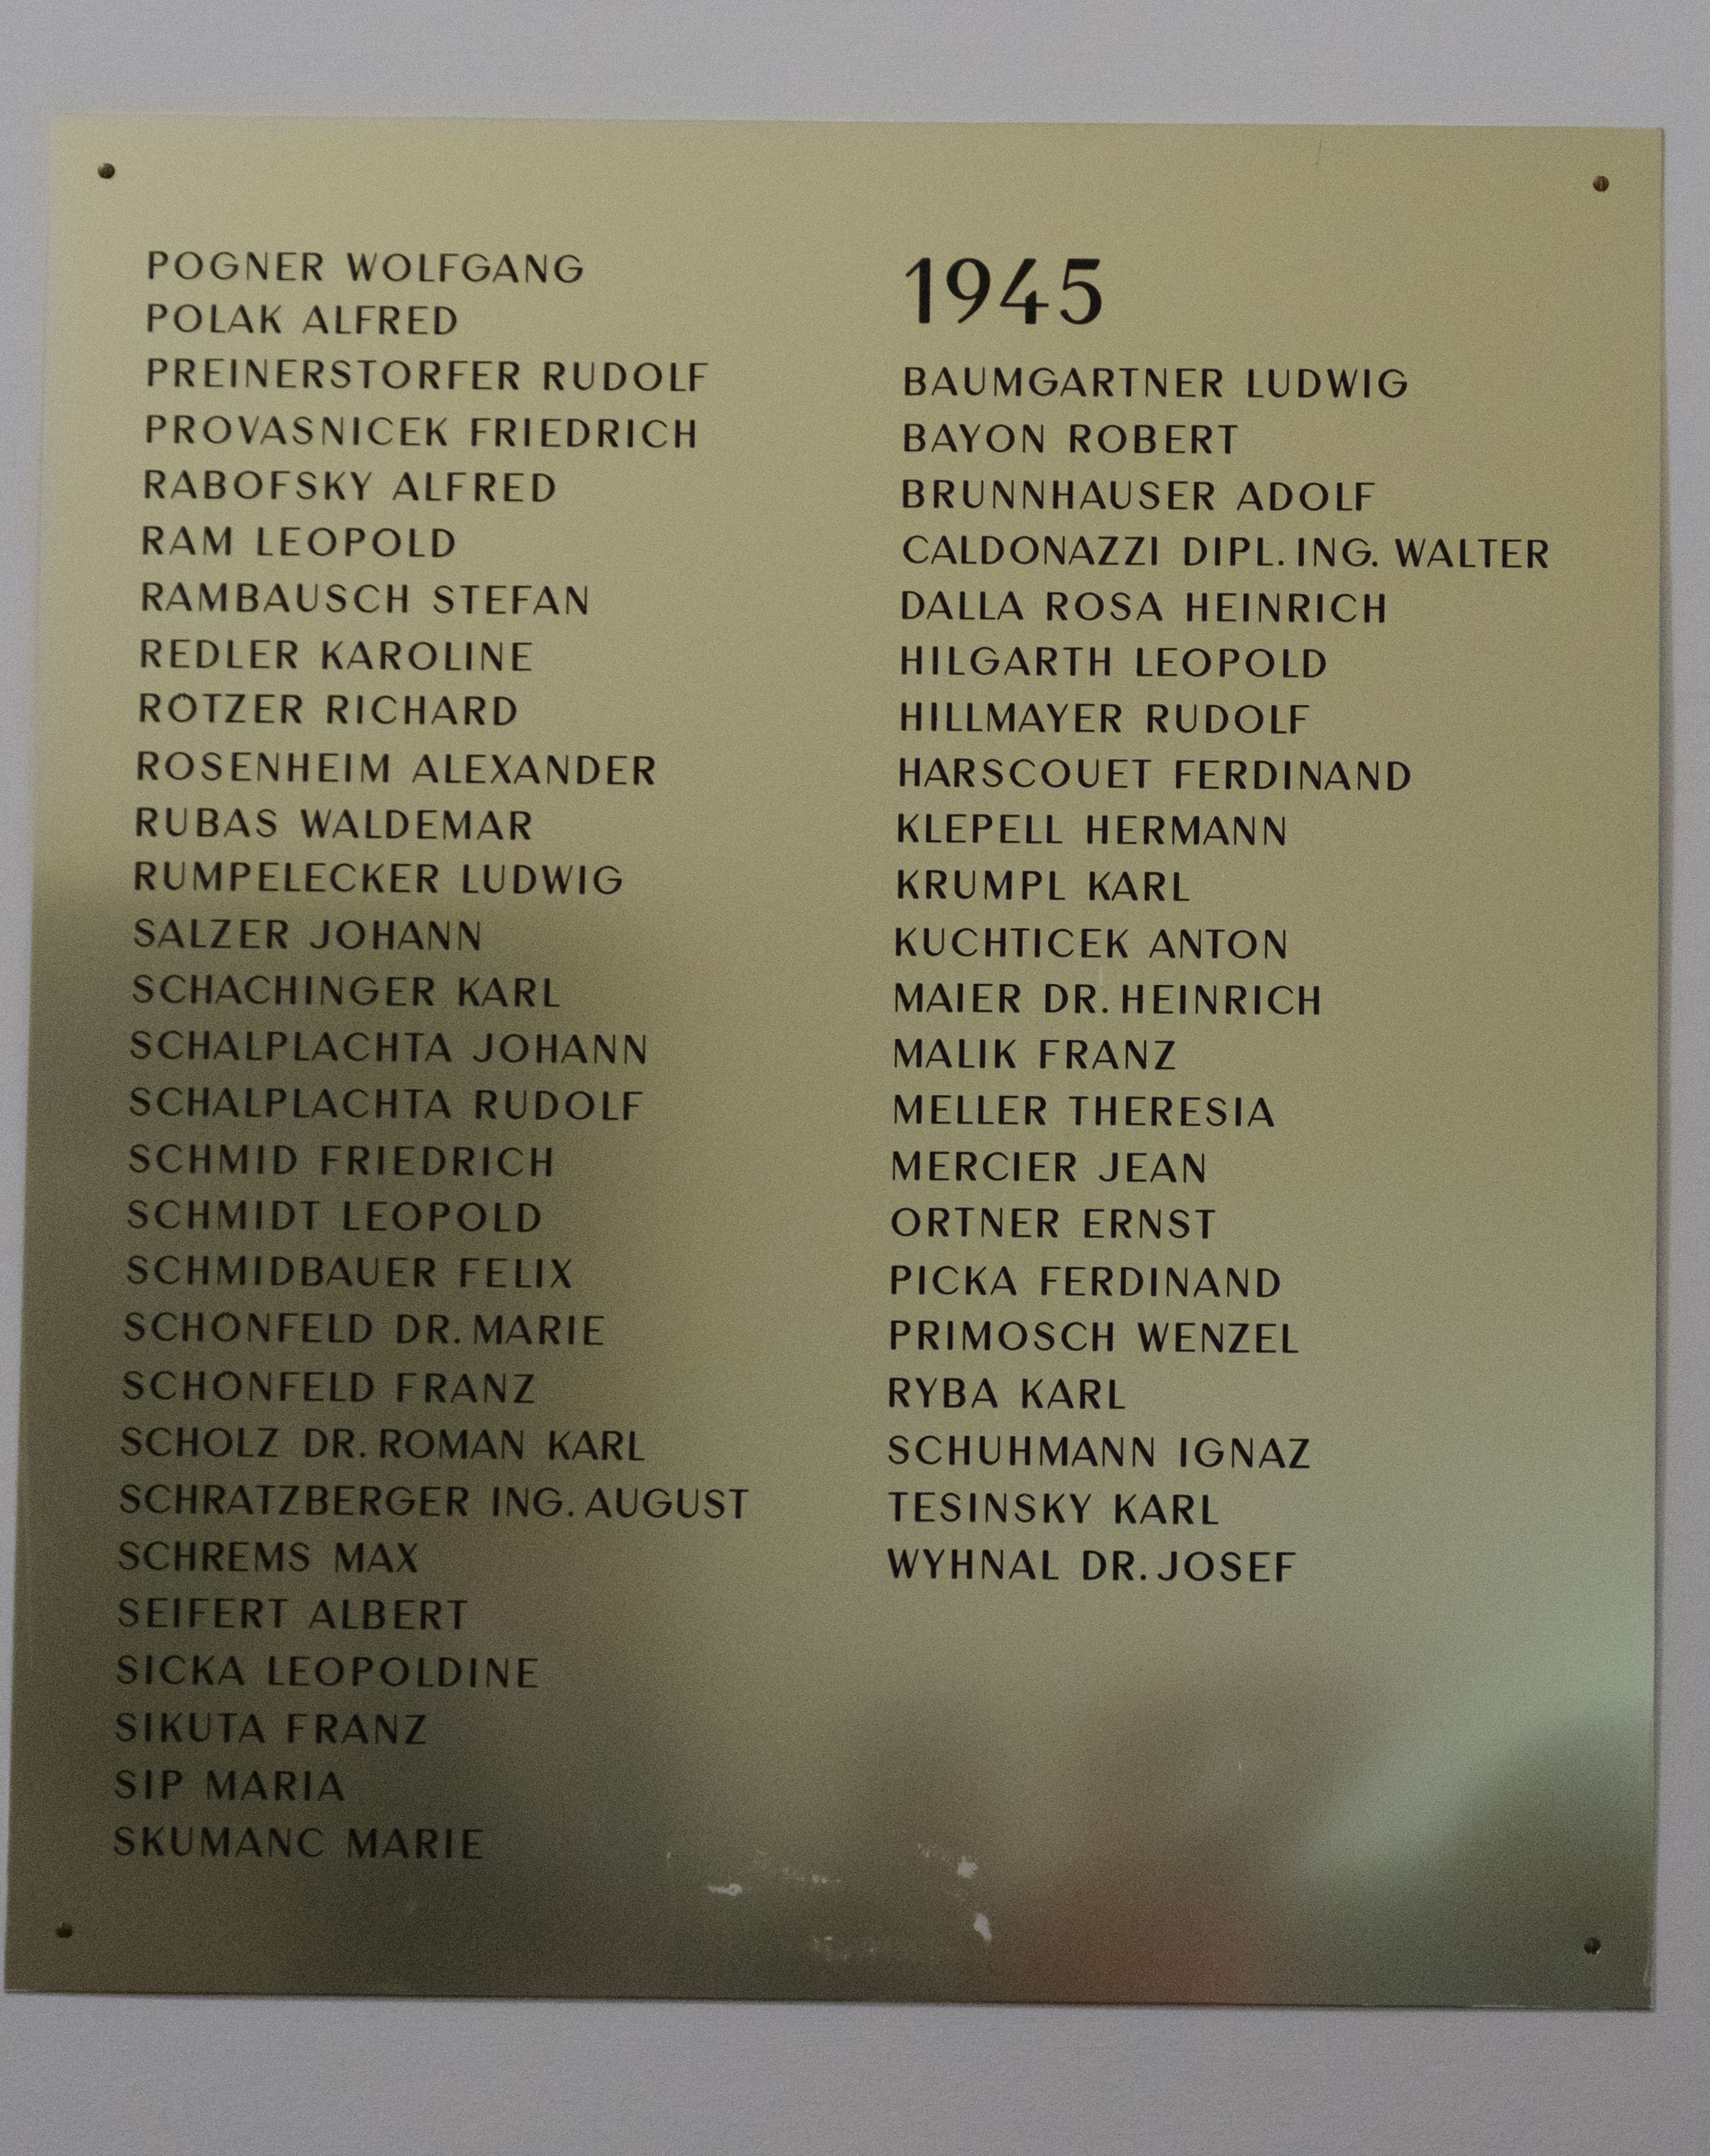 POGNER WOLFGANG
POLAK ALFRED
PREINERSTORFER RUDOLF
PROVASNICEK FRIEDRICH
RABOFSKY ALFRED
RAM LEOPOLD
RAMBAUSCH STEFAN
REDLER KAROLINE
RÖTZER RICHARD
ROSENHEIM ALEXANDER
RUBAS WALDEMAR
RUMPELECKER LUDWIG
SALZER JOHANN
SCHACHINGER KARL
SCHALPLACHTA JOHANN
SCHALPLACHTA RUDOLF
SCHMID FRIEDRICH
SCHMIDT LEOPOLD
SCHMIDBAUER FELIX
SCHÖNFELD DR. MARIE
SCHÖNFELD FRANZ
SCHOLZ DR. ROMAN KARL
SCHRATZBERGER ING. AUGUST
SCHREMS MAX
SEIFERT ALBERT
SICKA LEOPOLDINE
SIKUTA FRANZ
SIP MARIA
SKUMANC MARIE
1945
BAUMGARTNER LUDWIG
BAYON ROBERT
BRUNNHAUSER ADOLF
CALDONAZZI DIPL. ING. WALTER
DALLA ROSA HEINRICH
HILGARTH LEOPOLD
HILLMAYER RUDOLF
HARSCOUET FERDINAND
KLEPELL HERMANN
KRUMPL KARL
KUCHTICEK ANTON
MAIER DR. HEINRICH
MALIK FRANZ
MELLER THERESIA
MERCIER JEAN
ORTNER ERNST
PICKA FERDINAND
PRIMOSCH WENZEL
RYBA KARL
SCHUHMANN IGNAZ
TESINSKY KARL
WYHNAL DR. JOSEF